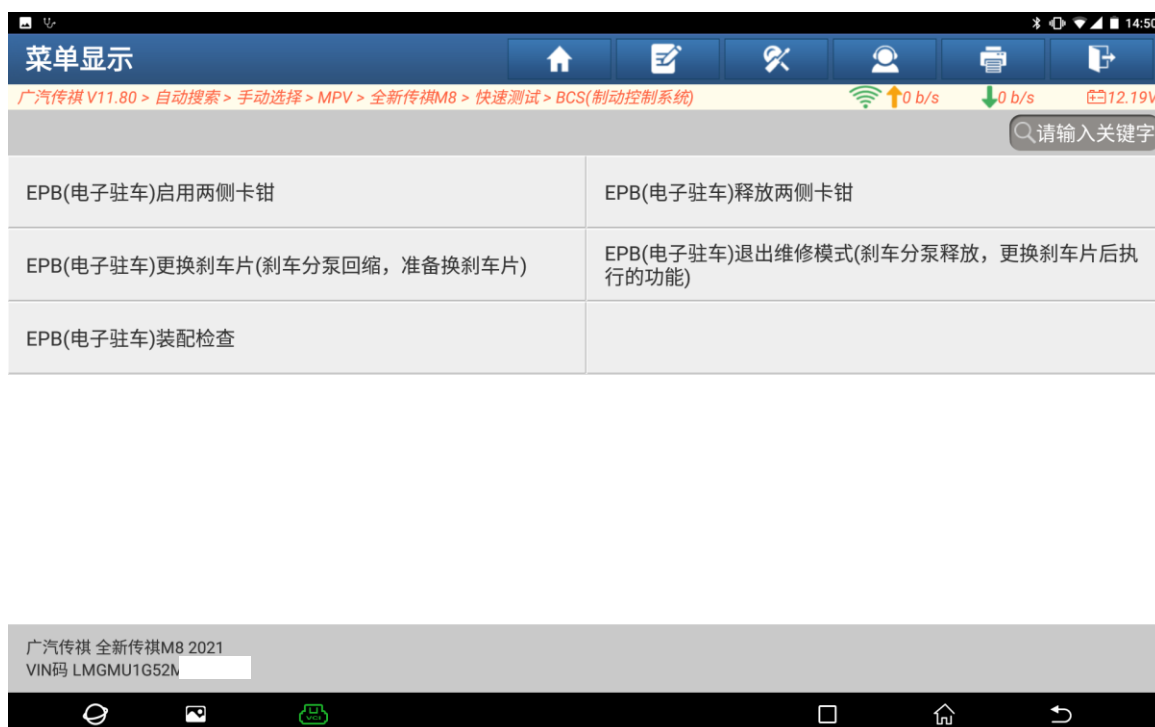 14:50
菜单显示
广汽传祺 V11.80 > 自动搜索 > 手动选择 > MPV > 全新传祺M8 > 快速测试 > BCS(制动控制系统)
0 b/s
0 b/s
12.19V
请输入关键字
EPB(电子驻车)启用两侧卡钳
EPB(电子驻车)释放两侧卡钳
EPB(电子驻车)更换刹车片(刹车分泵回缩，准备换刹车片)
EPB(电子驻车)退出维修模式(刹车分泵释放，更换刹车片后执
行的功能)
EPB(电子驻车)装配检查
广汽传祺 全新传祺M8 2021
VIN码 LMGMU1G52M
VCI